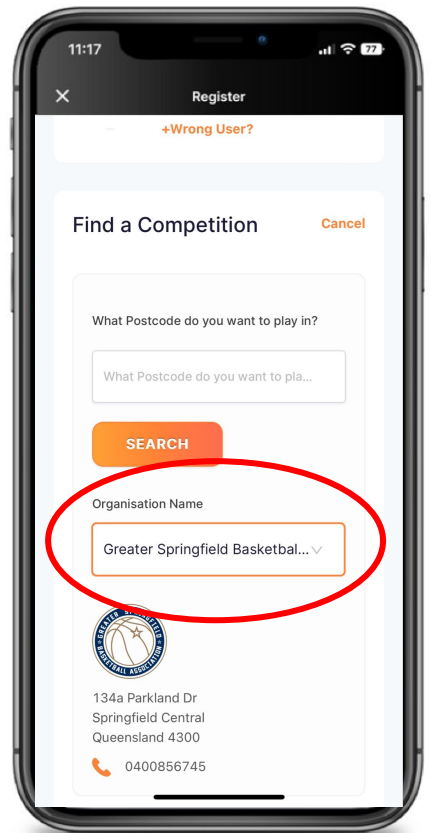 11:17
77
Register
+Wrong User?
Find a Competition
Cancel
What Postcode do you want to play in?
What Postcode do you want to pla...
SEARCH
Organisation Name
Greater Springfield Basketbal...
GREATER SPRINGFIELD
BASKETBALL ASSOCIATION
134a Parkland Dr
Springfield Central
Queensland 4300
0400856745